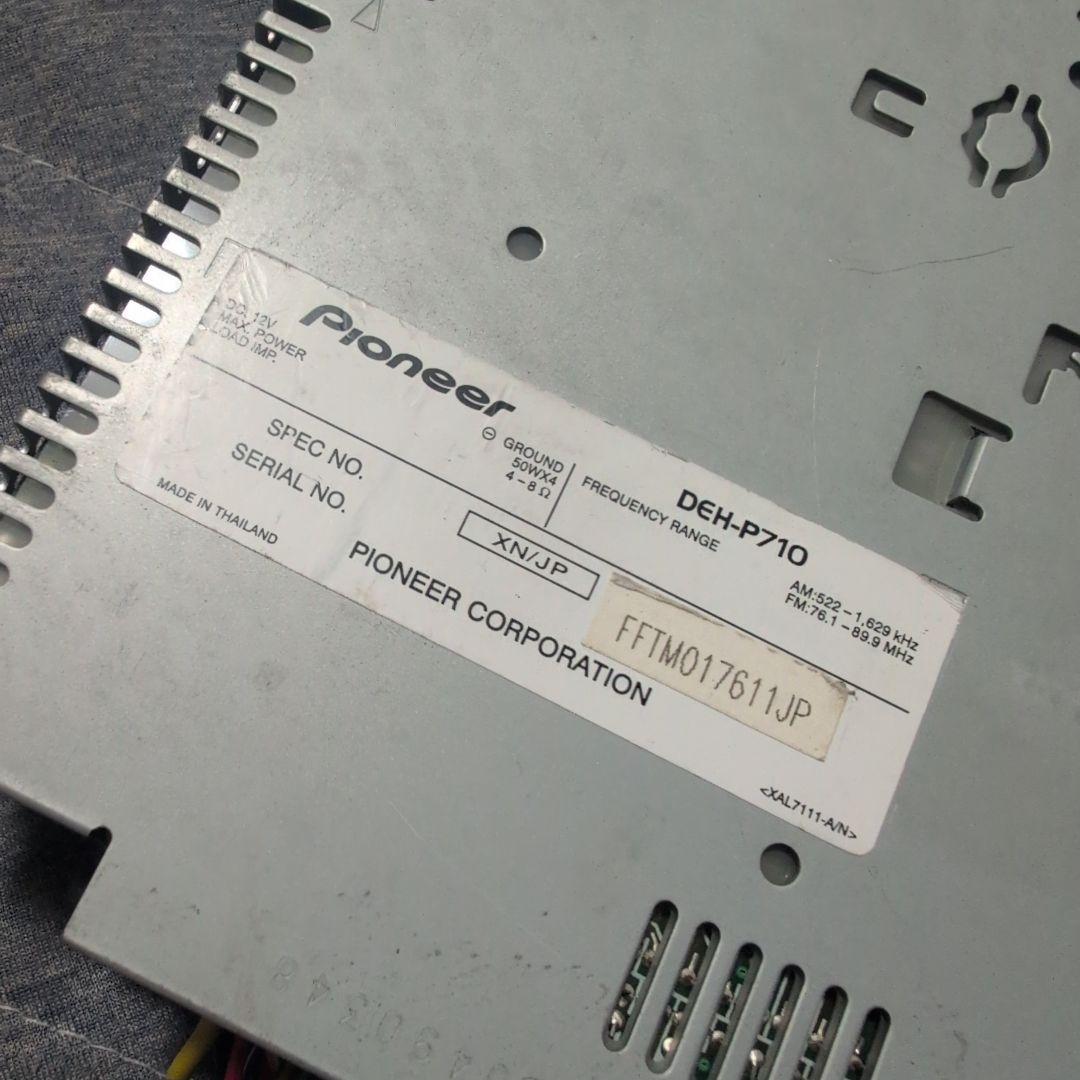 Pioneer
DEH-P710
DC. 12V ⊖ GROUND
MAX. POWER 50WX4
LOAD IMP. 4-8 Ω
FREQUENCY RANGE
AM:522-1,629 kHz
FM:76.1-89.9 MHz
SPEC NO. XN/JP
SERIAL NO. FFTM017611JP
PIONEER CORPORATION
MADE IN THAILAND
<XAL7111-A/N>